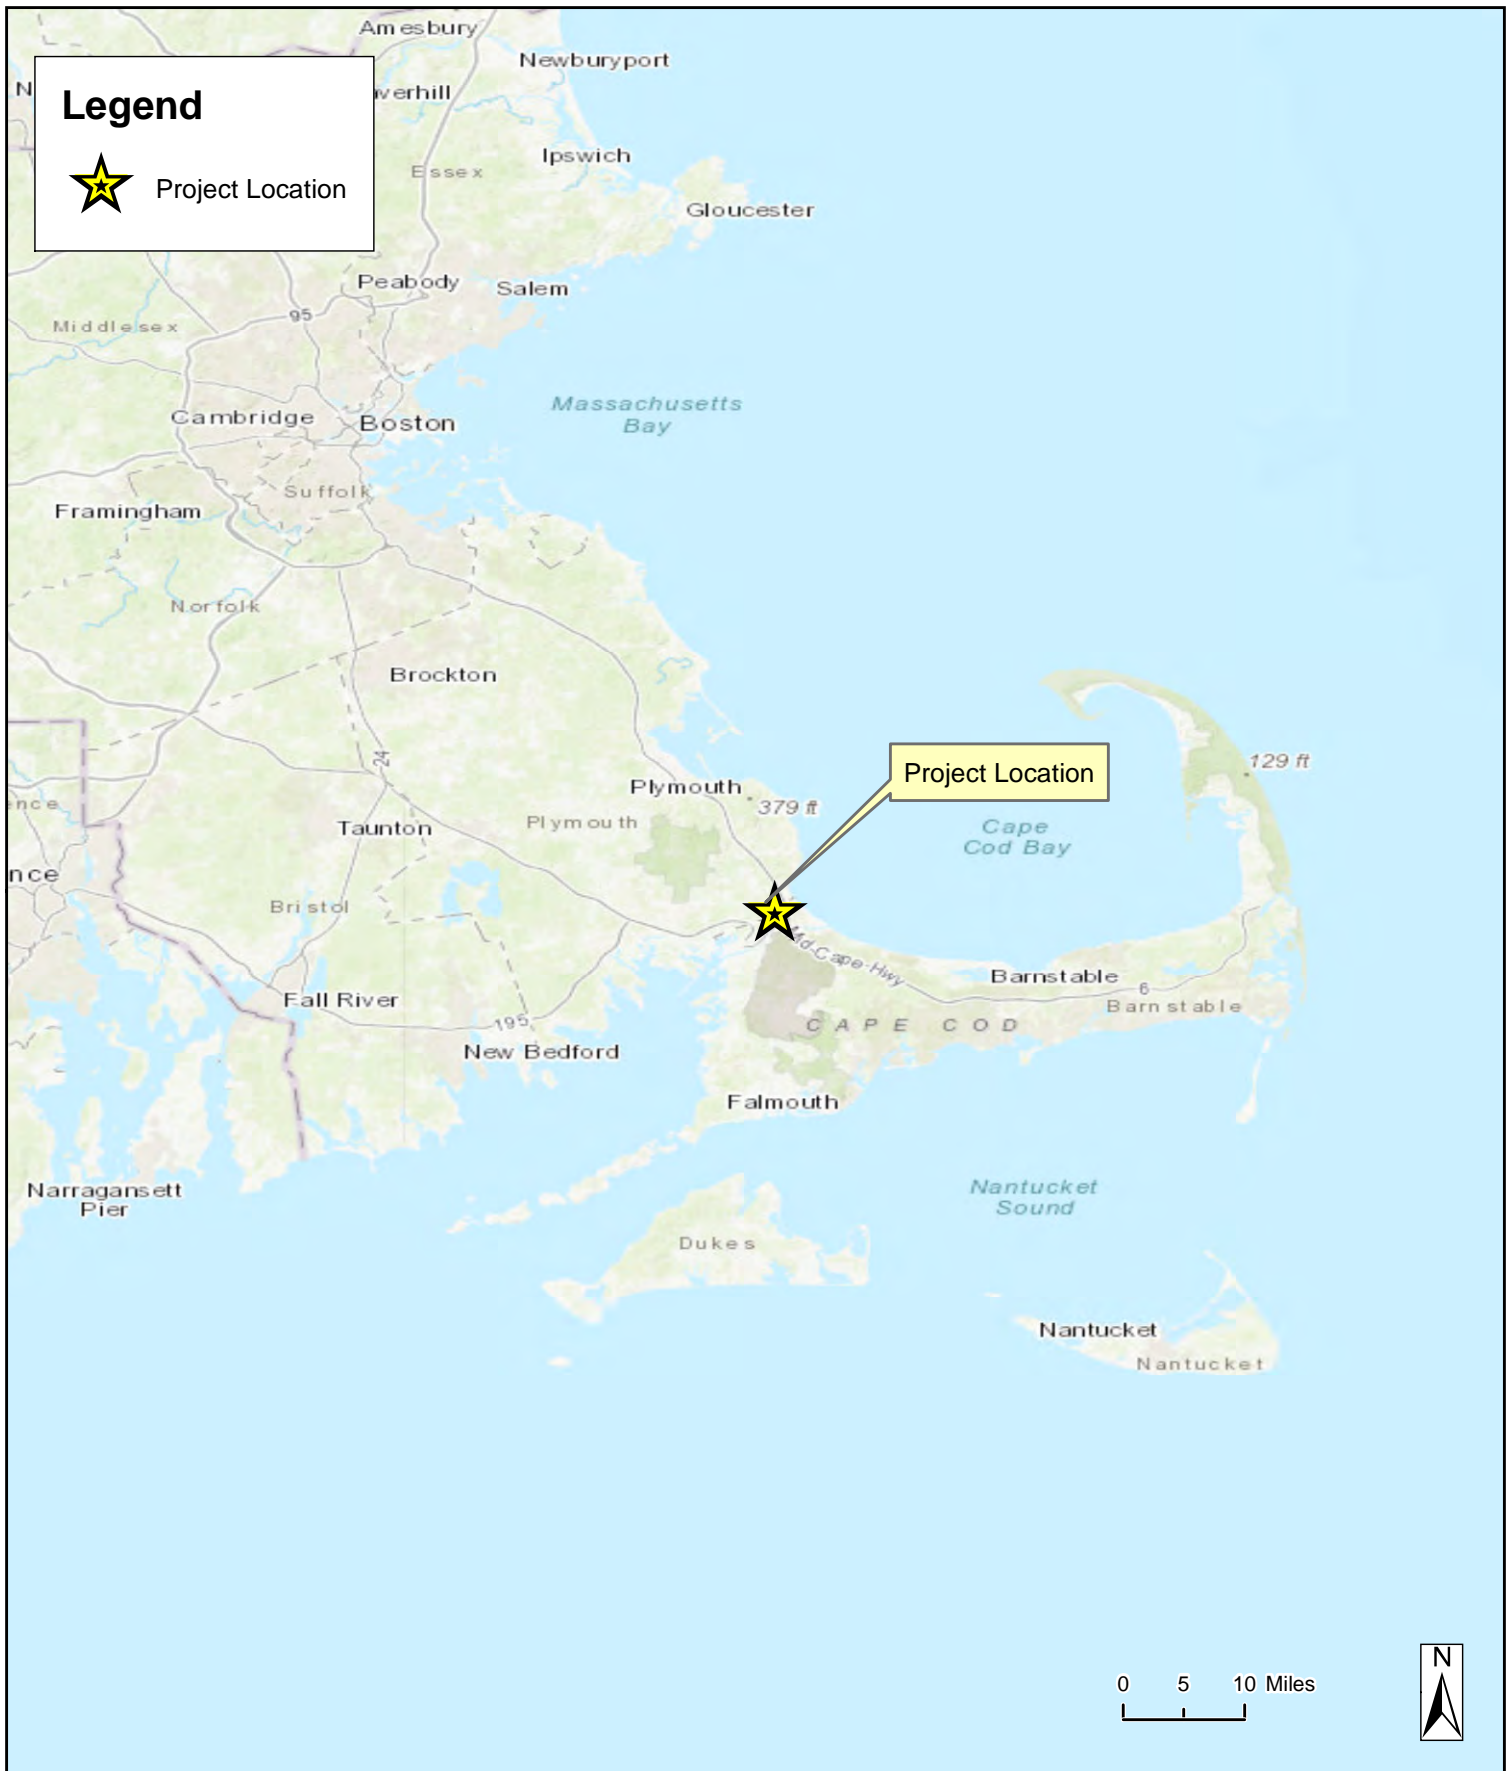 Amesbury
Newburyport
N
verhill
Legend
Project Location
Ipswich
Essex
Gloucester
Peabody
Salem
95
Middlesex
Massachusetts
Bay
Cambridge
Boston
Suffolk
Framingham
Norfolk
Brockton
24
Project Location
129 ft
Plymouth
379 ft
ence
Taunton
Plymouth
Cape
Cod Bay
nce
Bristol
Mid-Cape-Hwy
Barnstable
6
Barnstable
Fall River
195
CAPE COD
New Bedford
Falmouth
Narragansett
Pier
Nantucket
Sound
Dukes
Nantucket
Nantucket
N
0 5 10 Miles